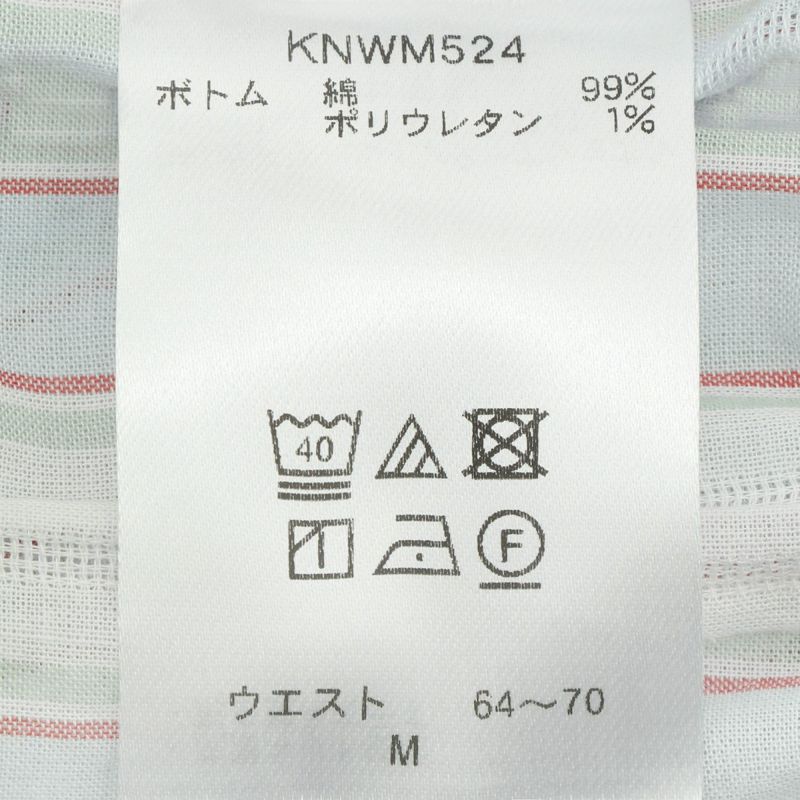 KNWM524
ボトム 綿 99%
ポリウレタン 1%
40
F
ウエスト 64〜70
M